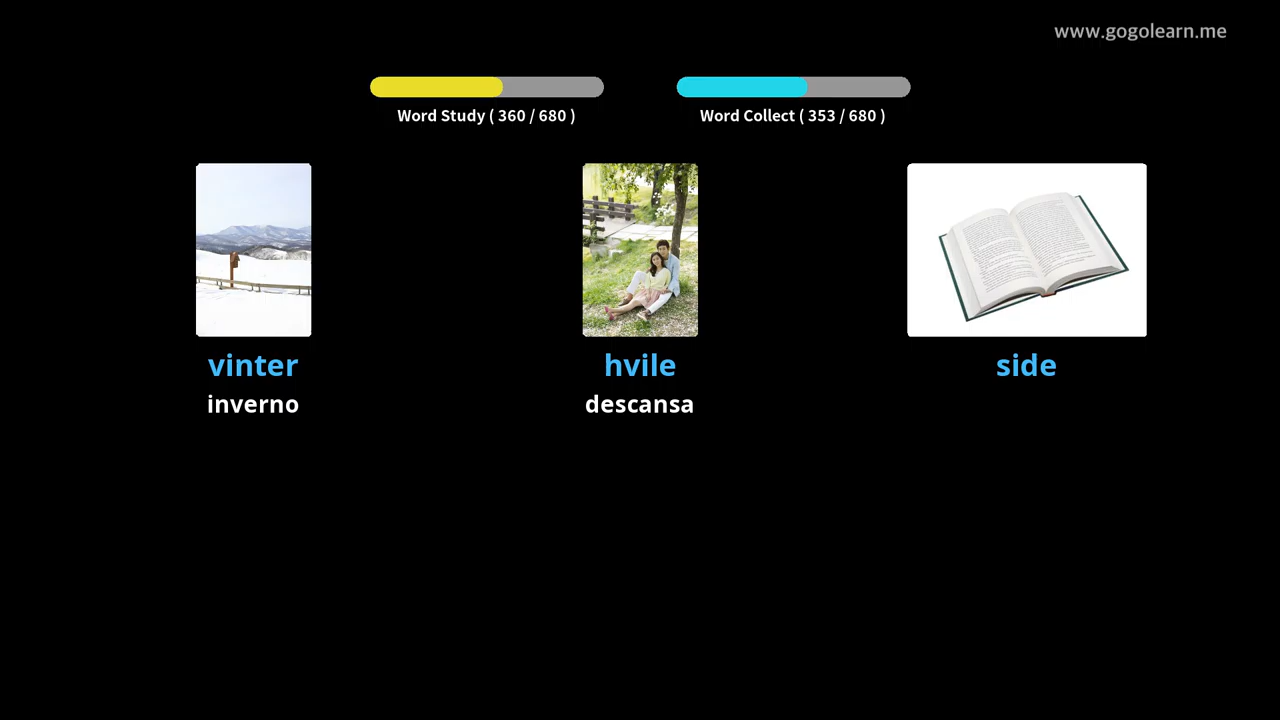 www.gogolearn.me
Word Study ( 360 / 680 )
Word Collect ( 353 / 680 )
vinter
inverno
hvile
descansa
side